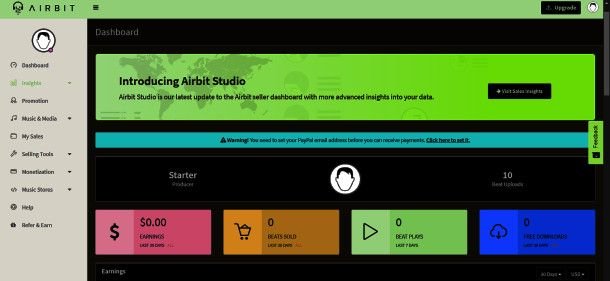 AIRBIT
Upgrade
Dashboard
Dashboard
Insights
Promotion
Music & Media
My Sales
Selling Tools
Monetization
Music Stores
Help
Refer & Earn
Introducing Airbit Studio
Airbit Studio is our latest update to the Airbit seller dashboard with more advanced insights into your data.
Visit Sales Insights
Feedback
Warning! You need to set your PayPal email address before you can receive payments. Click here to set it.
Starter
Producer
10
Beat Uploads
$0.00
EARNINGS
LAST 28 DAYS ALL
0
BEATS SOLD
LAST 28 DAYS ALL
0
BEAT PLAYS
LAST 7 DAYS
0
FREE DOWNLOADS
LAST 28 DAYS
Earnings
30 Days
USD